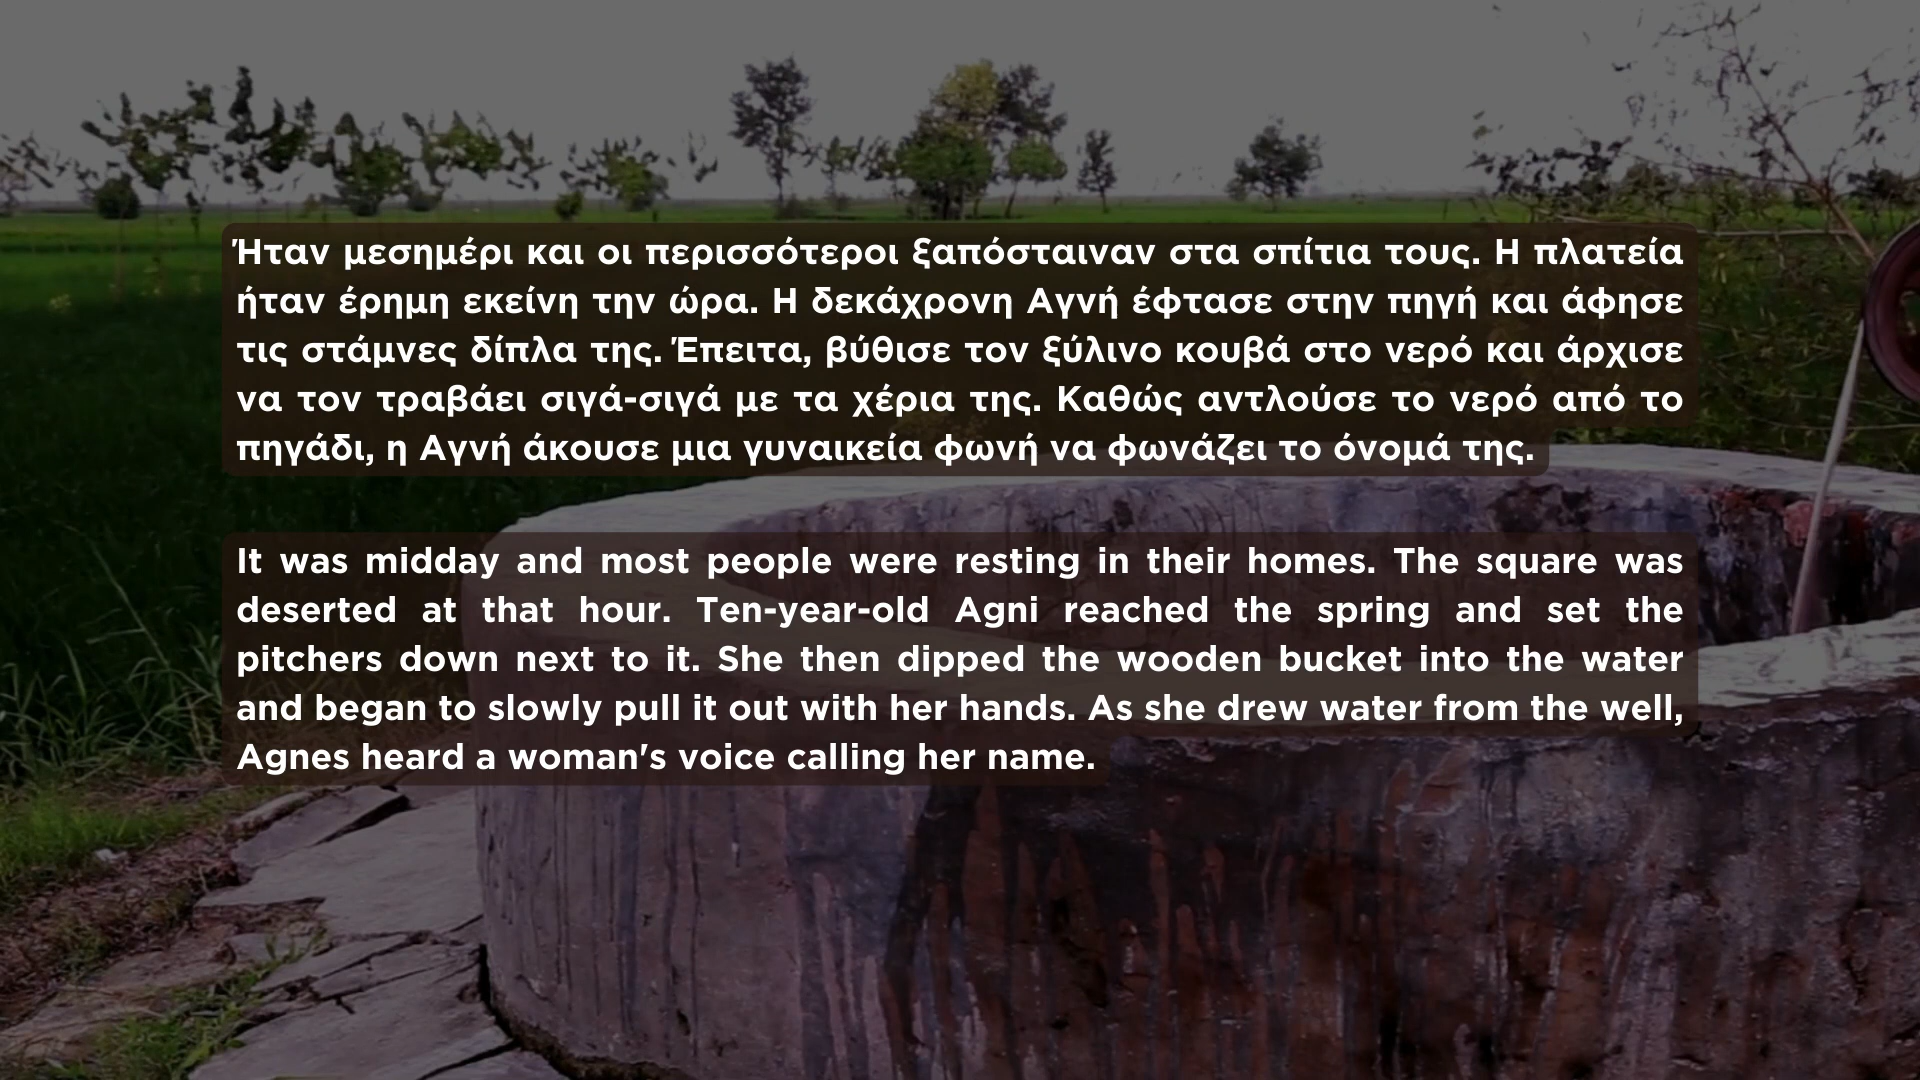 Ήταν μεσημέρι και οι περισσότεροι ξαπόσταιναν στα σπίτια τους. Η πλατεία
ήταν έρημη εκείνη την ώρα. Η δεκάχρονη Αγνή έφτασε στην πηγή και άφησε
τις στάμνες δίπλα της. Έπειτα, βύθισε τον ξύλινο κουβά στο νερό και άρχισε
να τον τραβάει σιγά-σιγά με τα χέρια της. Καθώς αντλούσε το νερό από το
πηγάδι, η Αγνή άκουσε μια γυναικεία φωνή να φωνάζει το όνομά της.
It was midday and most people were resting in their homes. The square was
deserted at that hour. Ten-year-old Agni reached the spring and set the
pitchers down next to it. She then dipped the wooden bucket into the water
and began to slowly pull it out with her hands. As she drew water from the well,
Agnes heard a woman's voice calling her name.